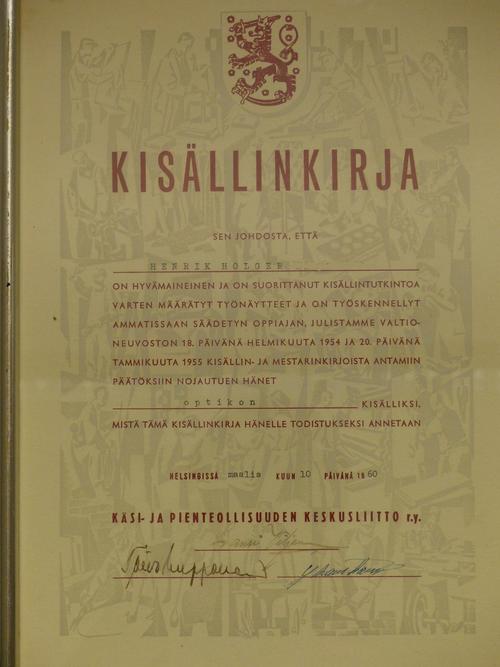 KISÄLLINKIRJA
SEN JOHDOSTA, ETTÄ
HENRIK HOLGER
ON HYVÄMAINEINEN JA ON SUORITTANUT KISÄLLINTUTKINTOA
VARTEN MÄÄRÄTYT TYÖNÄYTTEET JA ON TYÖSKENNELLYT
AMMATISSAAN SÄÄDETYN OPPIAJAN, JULISTAMME VALTIO-
NEUVOSTON 18. PÄIVÄNÄ HELMIKUUTA 1954 JA 20. PÄIVÄNÄ
TAMMIKUUTA 1955 KISÄLLIN- JA MESTARINKIRJOISTA ANTAMIIN
PÄÄTÖKSIIN NOJAUTUEN HÄNET
optikon KISÄLLIKSI,
MISTÄ TÄMÄ KISÄLLINKIRJA HÄNELLE TODISTUKSEKSI ANNETAAN
HELSINGISSÄ maalis KUUN 10 PÄIVÄNÄ 1960
KÄSI- JA PIENTEOLLISUUDEN KESKUSLIITTO r.y.